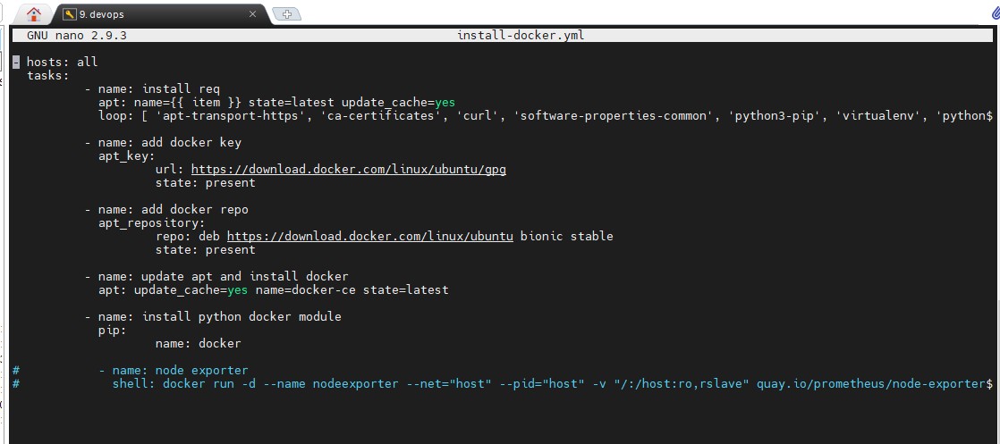 9. devops
GNU nano 2.9.3 install-docker.yml
- hosts: all
tasks:
- name: install req
apt: name={{ item }} state=latest update_cache=yes
loop: [ 'apt-transport-https', 'ca-certificates', 'curl', 'software-properties-common', 'python3-pip', 'virtualenv', 'python$
- name: add docker key
apt_key:
url: https://download.docker.com/linux/ubuntu/gpg
state: present
- name: add docker repo
apt_repository:
repo: deb https://download.docker.com/linux/ubuntu bionic stable
state: present
- name: update apt and install docker
apt: update_cache=yes name=docker-ce state=latest
- name: install python docker module
pip:
name: docker
# - name: node exporter
# shell: docker run -d --name nodeexporter --net="host" --pid="host" -v "/:/host:ro,rslave" quay.io/prometheus/node-exporter$